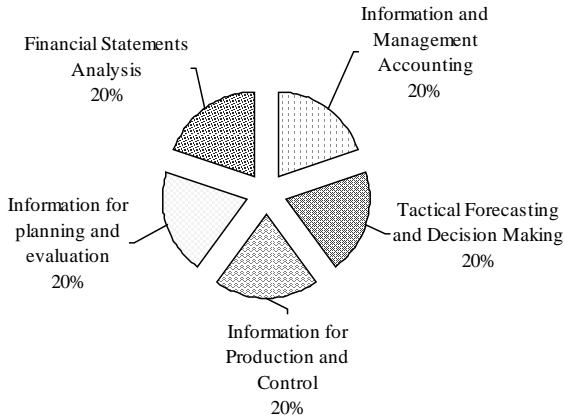 Information and
Management
Accounting
20%
Tactical Forecasting
and Decision Making
20%
Information for
Production and
Control
20%
Information for
planning and
evaluation
20%
Financial Statements
Analysis
20%